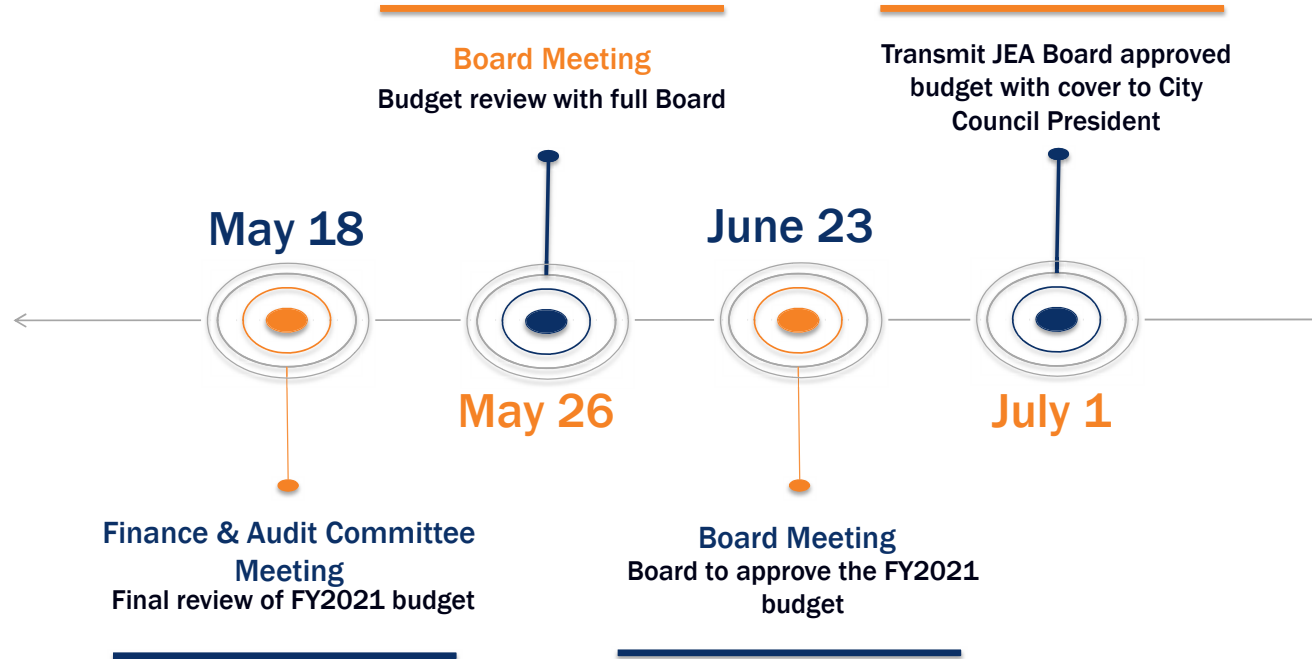 May 18
Finance & Audit Committee
Meeting
Final review of FY2021 budget
Board Meeting
Budget review with full Board
May 26
June 23
Board Meeting
Board to approve the FY2021
budget
Transmit JEA Board approved
budget with cover to City
Council President
July 1